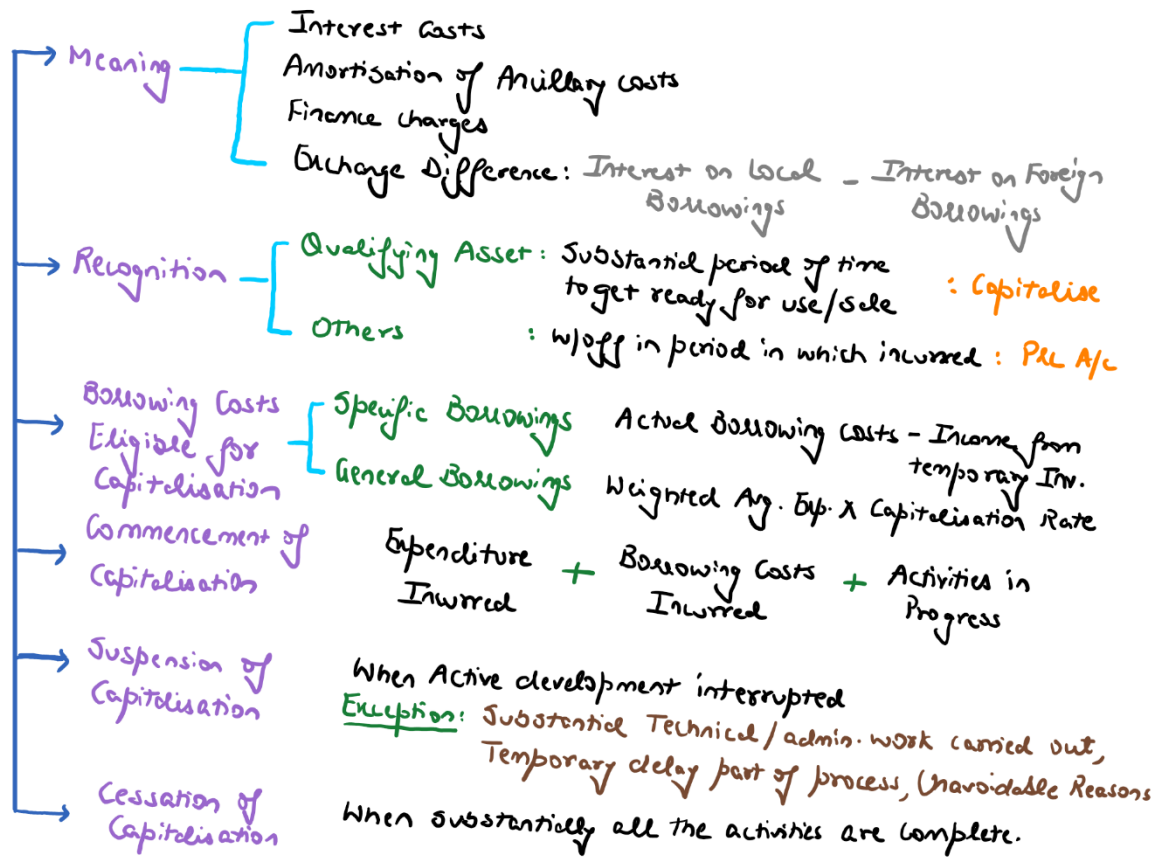 Meaning
Interest Costs
Amortisation of Ancillary costs
Finance charges
Exchange Difference: Interest on Local Borrowings - Interest on Foreign Borrowings
Recognition
Qualifying Asset : Substantial period of time
to get ready for use/sale : Capitalise
Others : w/off in period in which incurred : P&L A/c
Borrowing Costs
Eligible for
Capitalisation
Specific Borrowings Actual Borrowing Costs - Income from
temporary Inv.
General Borrowings Weighted Avg. Exp. X Capitalisation Rate
Commencement of
Capitalisation
Expenditure
Incurred
+
Borrowing Costs
Incurred
+
Activities in
Progress
Suspension of
Capitalisation
When Active development interrupted
Exception: Substantial Technical/admin. work carried out,
Temporary delay part of process, Unavoidable Reasons
Cessation of
Capitalisation
When substantially all the activities are complete.